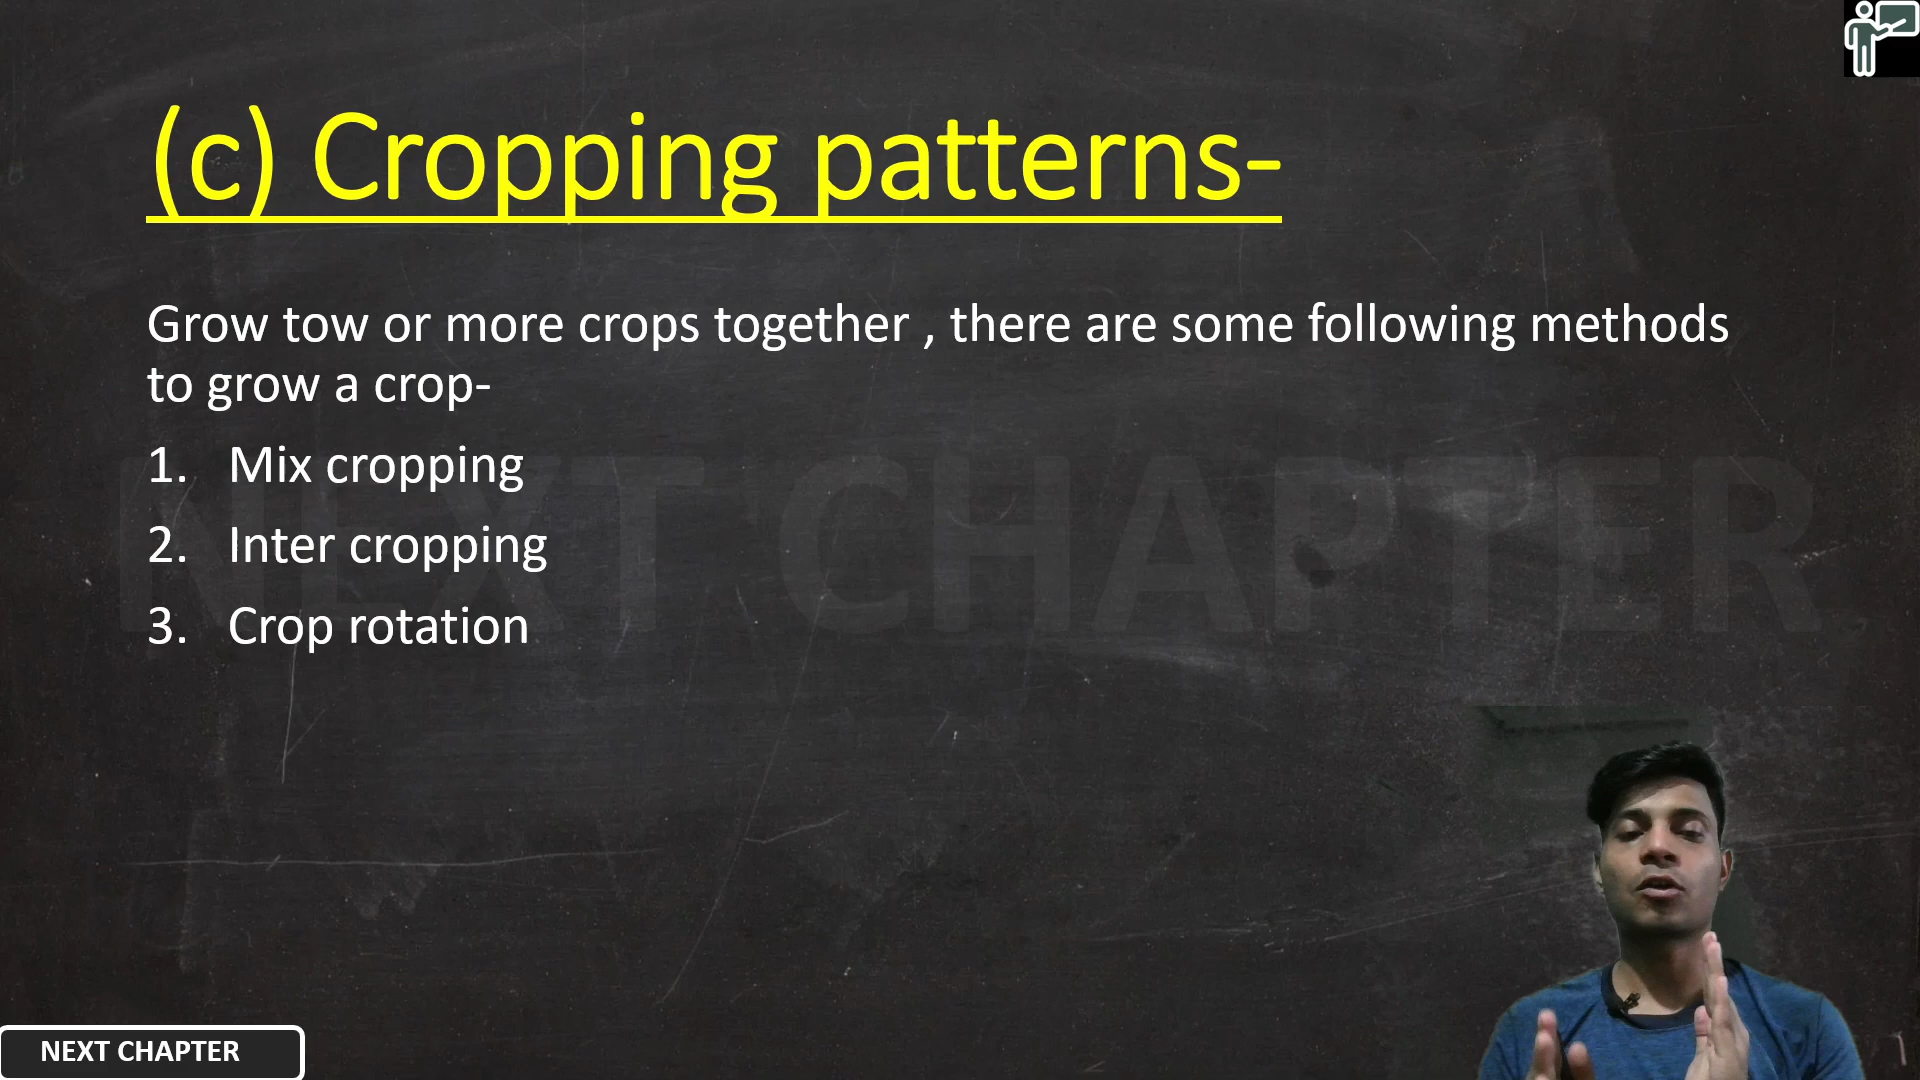 (c) Cropping patterns-
Grow tow or more crops together , there are some following methods
to grow a crop-
1. Mix cropping
2. Inter cropping
3. Crop rotation
NEXT CHAPTER
NEXT CHAPTER